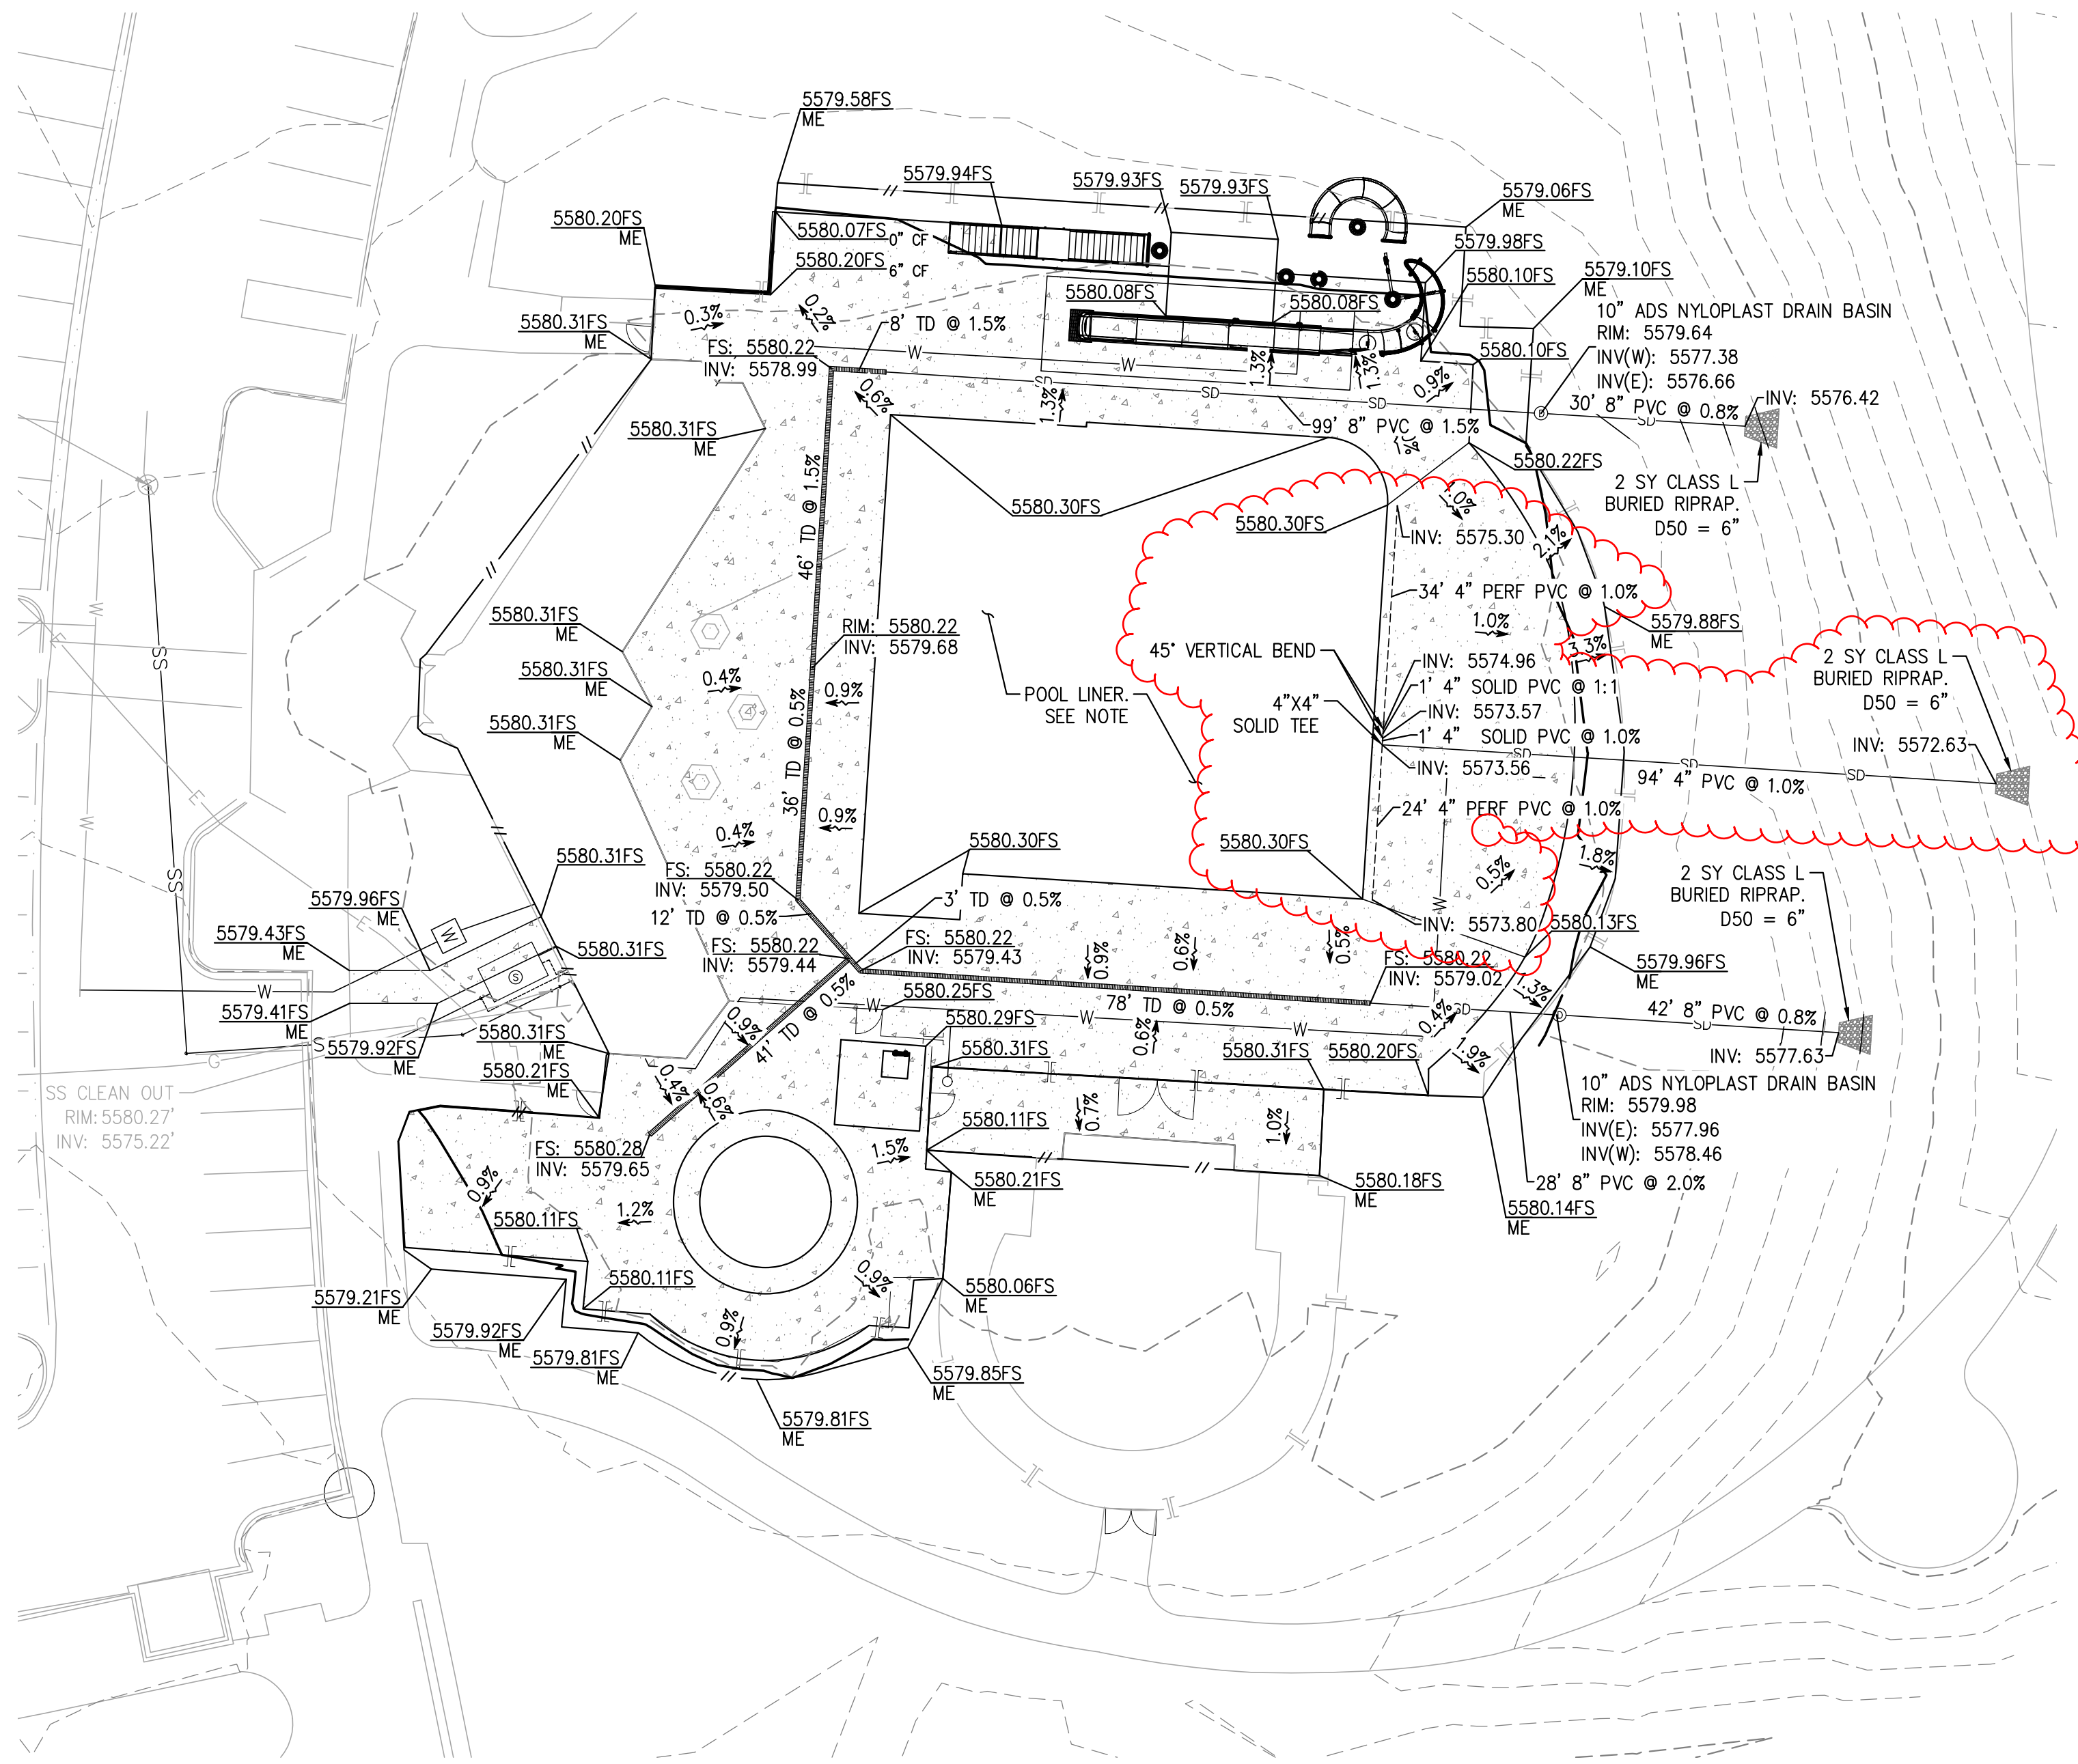 5579.58FS
ME
5579.94FS
5579.93FS
5579.93FS
5579.06FS
ME
5580.20FS
ME
5580.07FS 0" CF
5580.20FS 6" CF
5579.98FS
5580.10FS
5579.10FS
ME
5580.08FS
5580.08FS
10" ADS NYLOPLAST DRAIN BASIN
RIM: 5579.64
INV(W): 5577.38
INV(E): 5576.66
0.3%
0.2%
5580.31FS
ME
8' TD @ 1.5%
FS: 5580.22
INV: 5578.99
W
W
1.3%
1.3%
5580.10FS
0.9%
30' 8" PVC @ 0.8%
INV: 5576.42
SD
SD
SD
SD
0.6%
1.3%
99' 8" PVC @ 1.5%
5580.31FS
ME
5580.22FS
2 SY CLASS L
BURIED RIPRAP.
D50 = 6"
46' TD @ 1.5%
5580.30FS
5580.30FS
1.0%
INV: 5575.30
2.1%
34' 4" PERF PVC @ 1.0%
1.0%
5579.88FS
ME
3.3%
5580.31FS
ME
RIM: 5580.22
INV: 5579.68
45° VERTICAL BEND
INV: 5574.96
1' 4" SOLID PVC @ 1:1
INV: 5573.57
1' 4" SOLID PVC @ 1.0%
INV: 5573.56
2 SY CLASS L
BURIED RIPRAP.
D50 = 6"
5580.31FS
ME
0.4%
0.9%
POOL LINER.
SEE NOTE
4"X4"
SOLID TEE
5580.31FS
ME
INV: 5572.63
SD
SD
SD
94' 4" PVC @ 1.0%
36' TD @ 0.5%
0.9%
0.4%
24' 4" PERF PVC @ 1.0%
5580.30FS
5580.30FS
1.8%
0.5%
5580.31FS
FS: 5580.22
INV: 5579.50
3' TD @ 0.5%
12' TD @ 0.5%
2 SY CLASS L
BURIED RIPRAP.
D50 = 6"
5579.96FS
ME
W
W
INV: 5573.80
5580.13FS
5579.43FS
ME
5580.31FS
FS: 5580.22
INV: 5579.44
FS: 5580.22
INV: 5579.43
0.9%
0.6%
0.5%
FS: 5580.22
INV: 5579.02
5579.96FS
ME
S
W
5579.41FS
ME
5580.25FS
78' TD @ 0.5%
1.3%
SD
42' 8" PVC @ 0.8%
SD
W
W
W
0.9%
41' TD @ 0.5%
5580.29FS
0.6%
0.4%
5580.31FS
ME
5579.92FS
ME
S
G
G
5580.31FS
5580.31FS
5580.20FS
1.9%
INV: 5577.63
5580.21FS
ME
0.4%
0.6%
SS CLEAN OUT
RIM: 5580.27'
INV: 5575.22'
10" ADS NYLOPLAST DRAIN BASIN
RIM: 5579.98
INV(E): 5577.96
INV(W): 5578.46
28' 8" PVC @ 2.0%
5580.11FS
0.7%
1.0%
FS: 5580.28
INV: 5579.65
1.5%
5580.21FS
ME
5580.18FS
ME
5580.14FS
ME
0.9%
1.2%
5580.11FS
5580.11FS
0.9%
5580.06FS
ME
5579.21FS
ME
5579.92FS
ME
0.9%
5579.81FS
ME
5579.85FS
ME
5579.81FS
ME
SS
SS
W
W
E
E
E